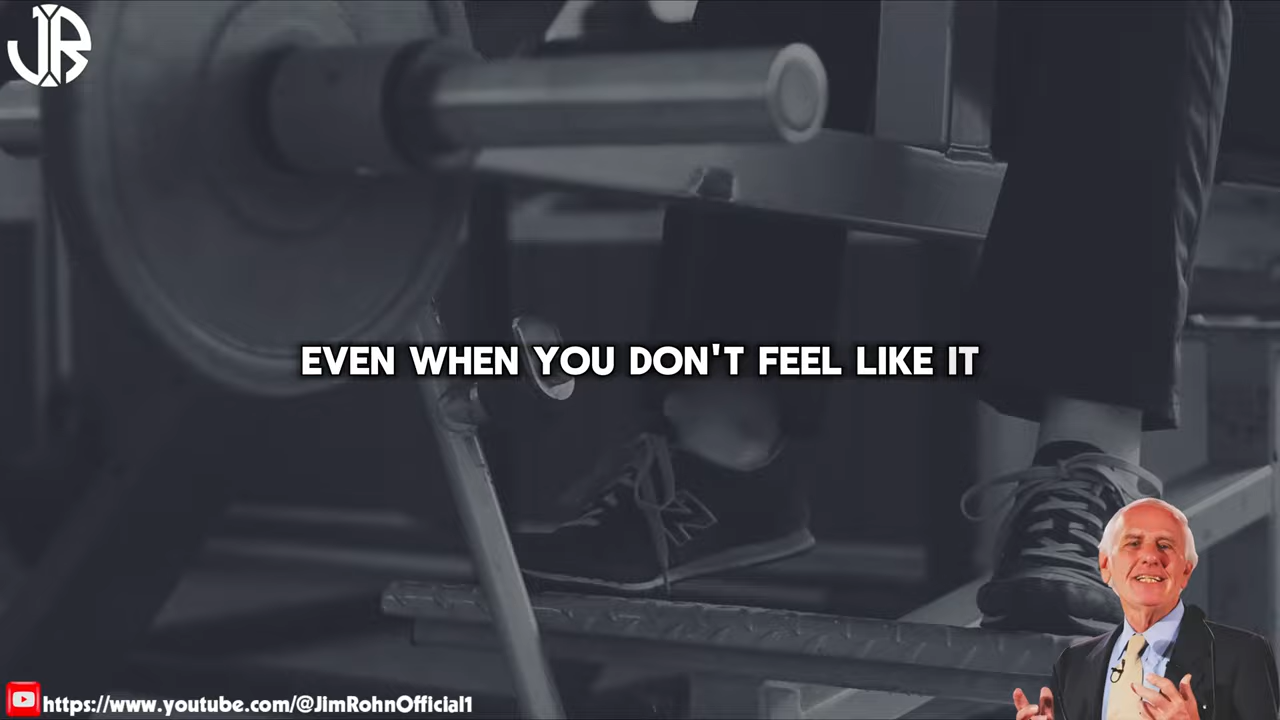 JR
EVEN WHEN YOU DON'T FEEL LIKE IT
N
https://www.youtube.com/@JimRohnOfficial1